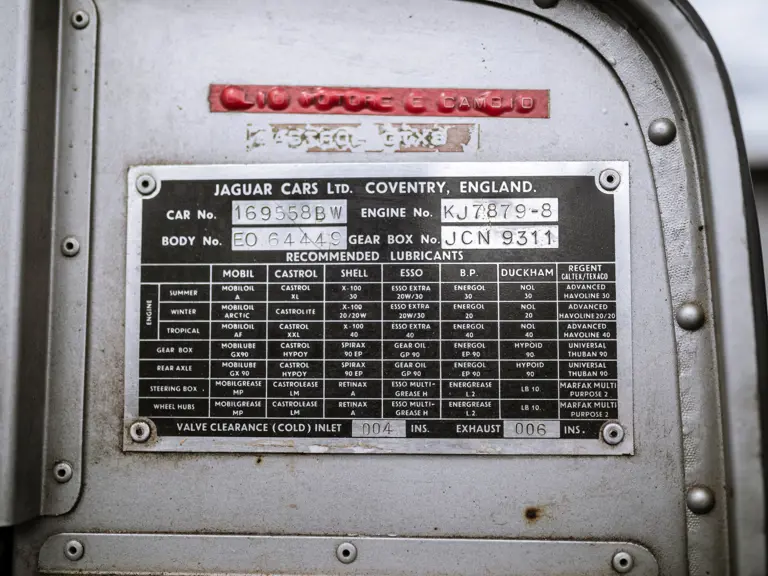 OLIO MOTORE E CAMBIO
CASTROL GTX3
JAGUAR CARS LTD. COVENTRY, ENGLAND.
CAR No. 169558BW ENGINE No. KJ7879-8
BODY No. EO 64449 GEAR BOX No. JCN 9311
RECOMMENDED LUBRICANTS
MOBIL CASTROL SHELL ESSO B.P. DUCKHAM REGENT CALTEX/TEXACO
ENGINE
SUMMER MOBILOIL A CASTROL XL X-100 30 ESSO EXTRA 20W/30 ENERGOL 30 NOL 30 ADVANCED HAVOLINE 30
WINTER MOBILOIL ARCTIC CASTROLITE X-100 20/20W ESSO EXTRA 20W/30 ENERGOL 20 NOL 20 ADVANCED HAVOLINE 20/20
TROPICAL MOBILOIL AF CASTROL XXL X-100 40 ESSO EXTRA 40 ENERGOL 40 NOL 40 ADVANCED HAVOLINE 40
GEAR BOX MOBILUBE GX90 CASTROL HYPOY SPIRAX 90 EP GEAR OIL GP 90 ENERGOL EP 90 HYPOID 90 UNIVERSAL THUBAN 90
REAR AXLE MOBILUBE GX 90 CASTROL HYPOY SPIRAX 90 EP GEAR OIL GP 90 ENERGOL EP 90 HYPOID 90 UNIVERSAL THUBAN 90
STEERING BOX. MOBILGREASE MP CASTROLEASE LM RETINAX A ESSO MULTI-GREASE H ENERGREASE L.2 LB 10. MARFAK MULTI PURPOSE 2
WHEEL HUBS. MOBILGREASE MP CASTROLEASE LM RETINAX A ESSO MULTI-GREASE H ENERGREASE L 2 LB 10. MARFAK MULTI PURPOSE 2
VALVE CLEARANCE (COLD) INLET 004 INS. EXHAUST 006 INS.